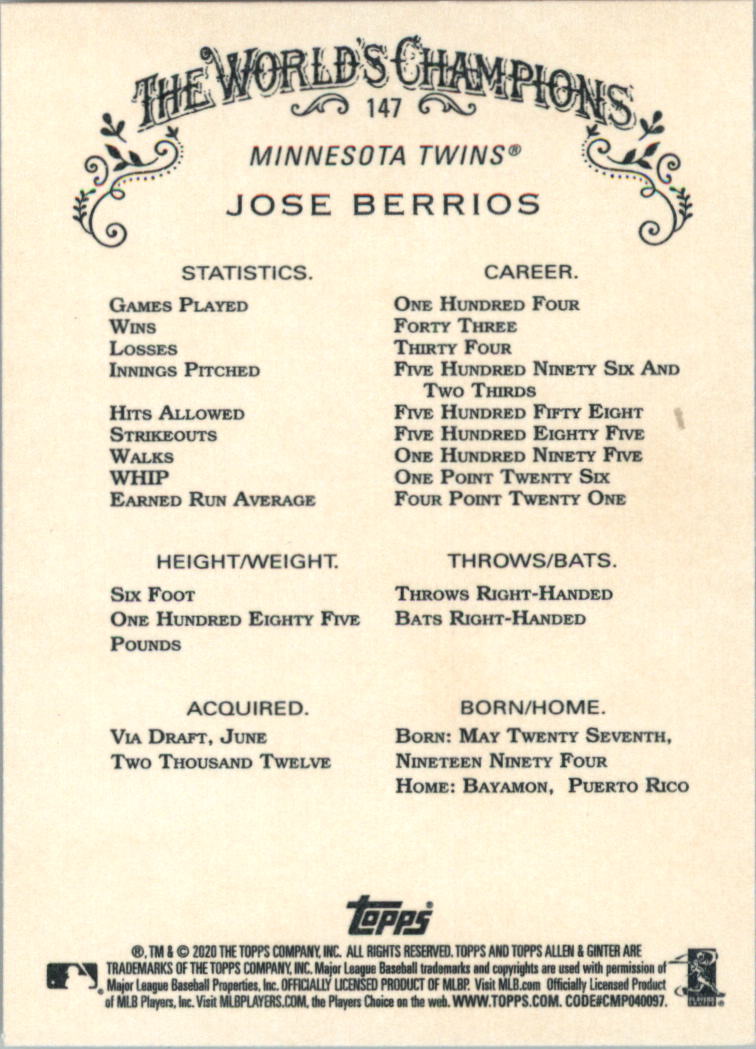 THE WORLD'S CHAMPIONS
147
MINNESOTA TWINS®
JOSE BERRIOS
STATISTICS. CAREER.
GAMES PLAYED ONE HUNDRED FOUR
WINS FORTY THREE
LOSSES THIRTY FOUR
INNINGS PITCHED FIVE HUNDRED NINETY SIX AND
TWO THIRDS
HITS ALLOWED FIVE HUNDRED FIFTY EIGHT
STRIKEOUTS FIVE HUNDRED EIGHTY FIVE
WALKS ONE HUNDRED NINETY FIVE
WHIP ONE POINT TWENTY SIX
EARNED RUN AVERAGE FOUR POINT TWENTY ONE
HEIGHT/WEIGHT. THROWS/BATS.
SIX FOOT THROWS RIGHT-HANDED
ONE HUNDRED EIGHTY FIVE BATS RIGHT-HANDED
POUNDS
ACQUIRED. BORN/HOME.
VIA DRAFT, JUNE BORN: MAY TWENTY SEVENTH,
TWO THOUSAND TWELVE NINETEEN NINETY FOUR
HOME: BAYAMON, PUERTO RICO
Topps®
®, TM & © 2020 THE TOPPS COMPANY, INC. ALL RIGHTS RESERVED. TOPPS AND TOPPS ALLEN & GINTER ARE
TRADEMARKS OF THE TOPPS COMPANY, INC. Major League Baseball trademarks and copyrights are used with permission of
Major League Baseball Properties, Inc. OFFICIALLY LICENSED PRODUCT OF MLBP. Visit MLB.com Officially Licensed Product
of MLB Players, Inc. Visit MLBPLAYERS.COM, the Players Choice on the web. WWW.TOPPS.COM. CODE#CMP040097.